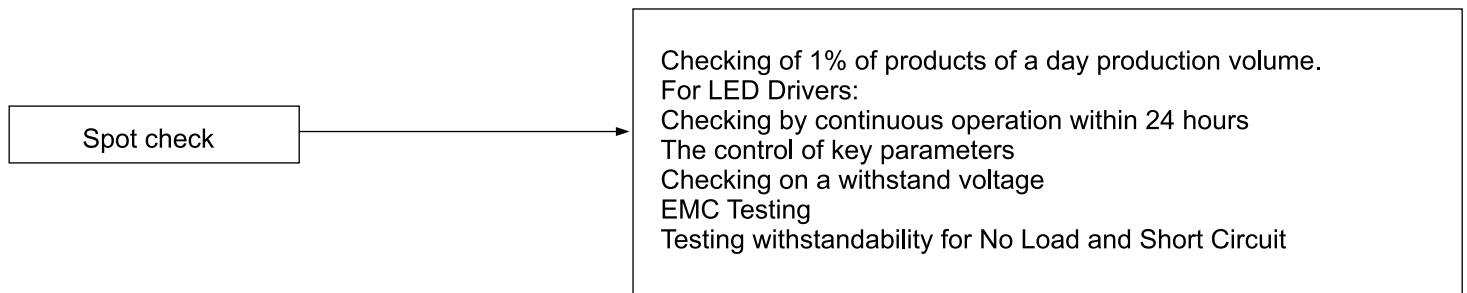 Spot check
Checking of 1% of products of a day production volume.
For LED Drivers:
Checking by continuous operation within 24 hours
The control of key parameters
Checking on a withstand voltage
EMC Testing
Testing withstandability for No Load and Short Circuit